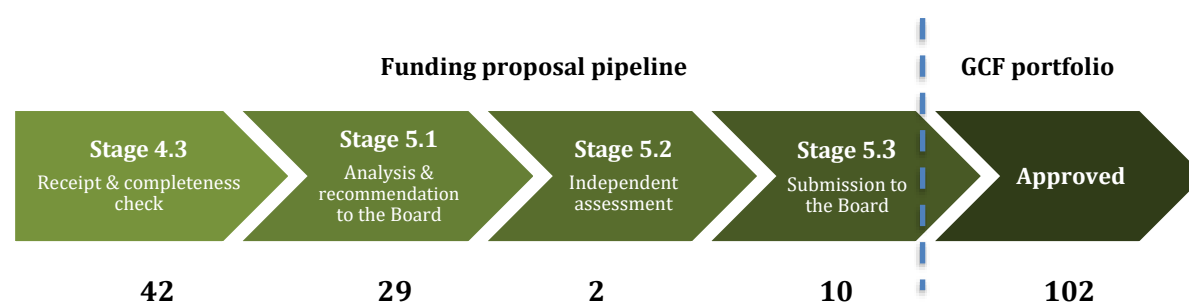 Funding proposal pipeline
GCF portfolio
Stage 4.3
Receipt & completeness
check
Stage 5.1
Analysis &
recommendation
to the Board
Stage 5.2
Independent
assessment
Stage 5.3
Submission to
the Board
Approved
42
29
2
10
102